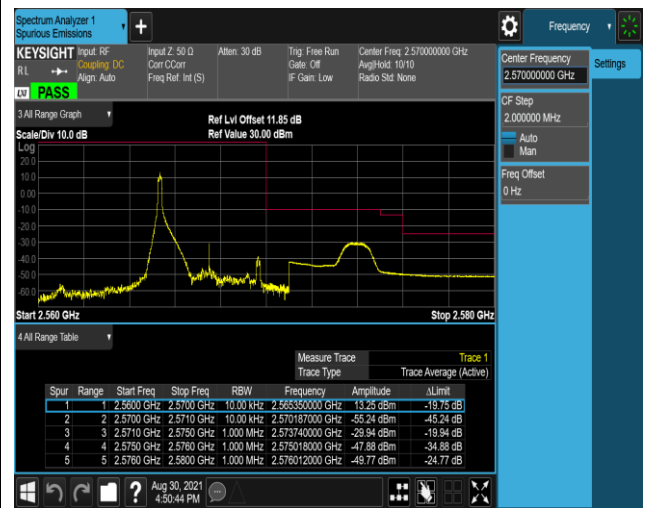 Spectrum Analyzer 1
Spurious Emissions
Frequency
KEYSIGHT
RL
Input: RF
Coupling: DC
Align: Auto
Input Z: 50 Ω
Corr CCorr
Freq Ref: Int (S)
Atten: 30 dB
Trig: Free Run
Gate: Off
IF Gain: Low
Center Freq: 2.570000000 GHz
Avg|Hold: 10/10
Radio Std: None
LXI PASS
Center Frequency
2.570000000 GHz
Settings
CF Step
2.000000 MHz
Auto
Man
Freq Offset
0 Hz
3 All Range Graph
Ref Lvl Offset 11.85 dB
Scale/Div 10.0 dB
Ref Value 30.00 dBm
Log
20.0
10.0
0.00
-10.0
-20.0
-30.0
-40.0
-50.0
-60.0
Start 2.560 GHz
Stop 2.580 GHz
4 All Range Table
Measure Trace Trace 1
Trace Type Trace Average (Active)
Spur Range Start Freq Stop Freq RBW Frequency Amplitude ΔLimit
1 1 2.5600 GHz 2.5700 GHz 10.00 kHz 2.565350000 GHz 13.25 dBm -19.75 dB
2 2 2.5700 GHz 2.5710 GHz 10.00 kHz 2.570187000 GHz -55.24 dBm -45.24 dB
3 3 2.5710 GHz 2.5750 GHz 1.000 MHz 2.573740000 GHz -29.94 dBm -19.94 dB
4 4 2.5750 GHz 2.5760 GHz 1.000 MHz 2.575018000 GHz -47.88 dBm -34.88 dB
5 5 2.5760 GHz 2.5800 GHz 1.000 MHz 2.576012000 GHz -49.77 dBm -24.77 dB
?
Aug 30, 2021
4:50:44 PM